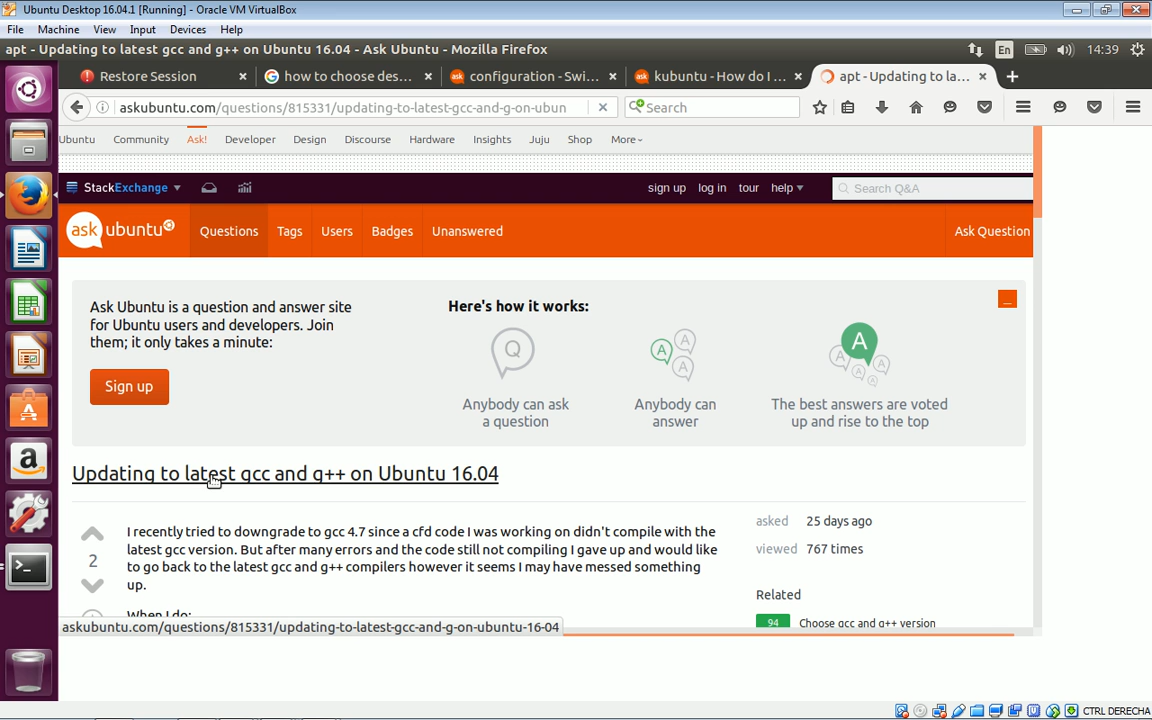 Ubuntu Desktop 16.04.1 [Running] - Oracle VM VirtualBox
File Machine View Input Devices Help
apt - Updating to latest gcc and g++ on Ubuntu 16.04 - Ask Ubuntu - Mozilla Firefox
En 14:39
Restore Session × how to choose des... × configuration - Swi... × kubuntu - How do I ... × apt - Updating to la... ×
askubuntu.com/questions/815331/updating-to-latest-gcc-and-g-on-ubun
Search
Ubuntu Community Ask! Developer Design Discourse Hardware Insights Juju Shop More
StackExchange sign up log in tour help Search Q&A
ask ubuntu Questions Tags Users Badges Unanswered Ask Question
Ask Ubuntu is a question and answer site
for Ubuntu users and developers. Join
them; it only takes a minute:
Sign up
Here's how it works:
Q
A
A
A
A
A
A
A
A
Anybody can ask
a question
Anybody can
answer
The best answers are voted
up and rise to the top
Updating to latest gcc and g++ on Ubuntu 16.04
2
I recently tried to downgrade to gcc 4.7 since a cfd code I was working on didn't compile with the
latest gcc version. But after many errors and the code still not compiling I gave up and would like
to go back to the latest gcc and g++ compilers however it seems I may have messed something
up.
When I do:
asked 25 days ago
viewed 767 times
Related
94 Choose gcc and g++ version
askubuntu.com/questions/815331/updating-to-latest-gcc-and-g-on-ubuntu-16-04
CTRL DERECHA